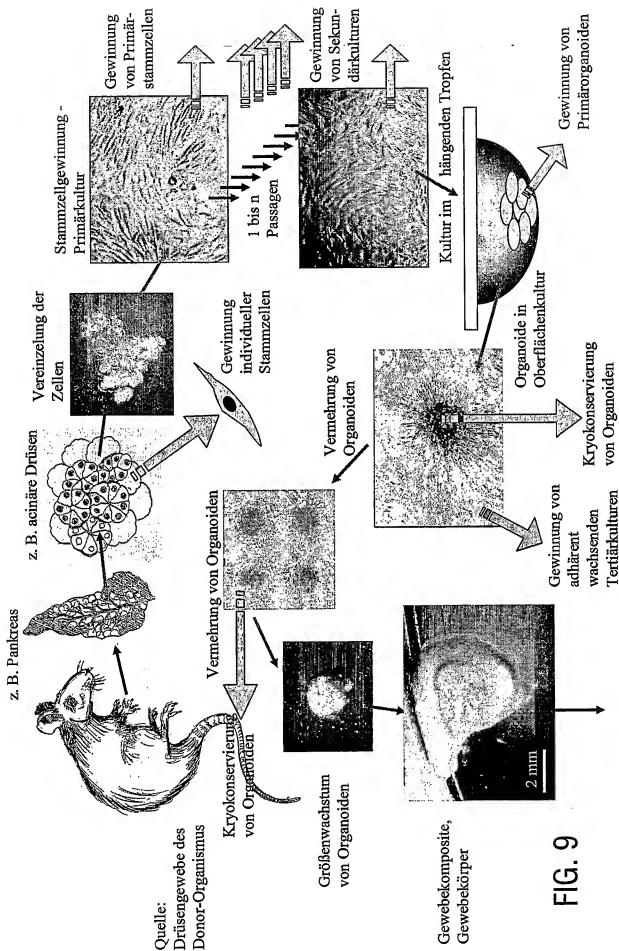 Quelle:
Drüsengewebe des
Donor-Organismus
z. B. Pankreas
z. B. acinäre Drüsen
Vereinzelung der
Zellen
Gewinnung
individueller
Stammzellen
Stammzellgewinnung -
Primärkultur
Gewinnung
von Primär-
stammzellen
1 bis n
Passagen
Gewinnung
von Sekun-
därkulturen
Kultur im hängenden Tropfen
Gewinnung von
Primärorganoiden
Organoide in
Oberflächenkultur
Kryokonservierung
von Organoiden
Gewinnung von
adhärent
wachsenden
Tertiärkulturen
Vermehrung von
Organoiden
Vermehrung von Organoiden
Kryokonservierung
von Organoiden
Größenwachstum
von Organoiden
Gewebekomposite,
Gewebekörper
2 mm
FIG. 9